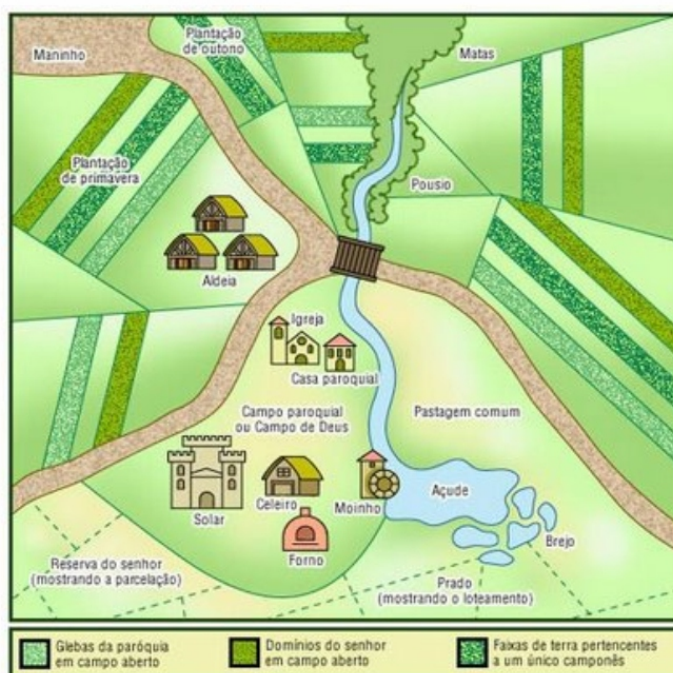 Plantação
de outono
Maninho
Matas
Plantação
de primavera
Pousio
Aldeia
Igreja
Casa paroquial
Campo paroquial
ou Campo de Deus
Pastagem comum
Solar
Celeiro
Moinho
Açude
Forno
Brejo
Reserva do senhor
(mostrando a parcelação)
Prado
(mostrando o loteamento)
Glebas da paróquia
em campo aberto
Domínios do senhor
em campo aberto
Faixas de terra pertencentes
a um único camponês